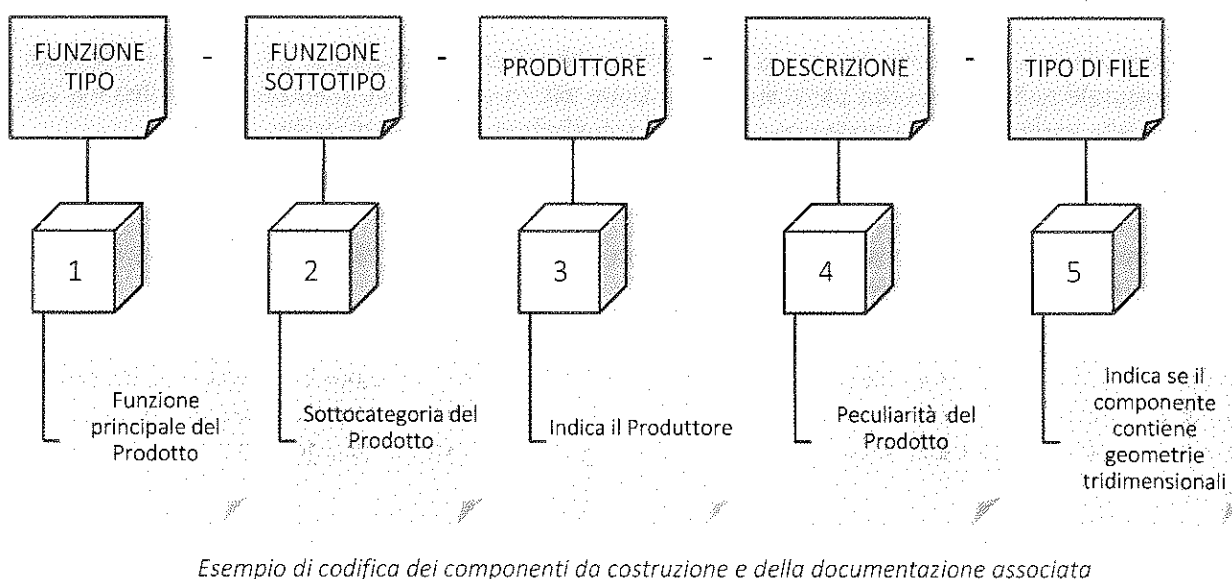 FUNZIONE
TIPO
-
FUNZIONE
SOTTOTIPO
-
PRODUTTORE
-
DESCRIZIONE
-
TIPO DI FILE
1
2
3
4
5
Funzione
principale del
Prodotto
Sottocategoria del
Prodotto
Indica il Produttore
Peculiarità del
Prodotto
Indica se il
componente
contiene
geometrie
tridimensionali
Esempio di codifica dei componenti da costruzione e della documentazione associata